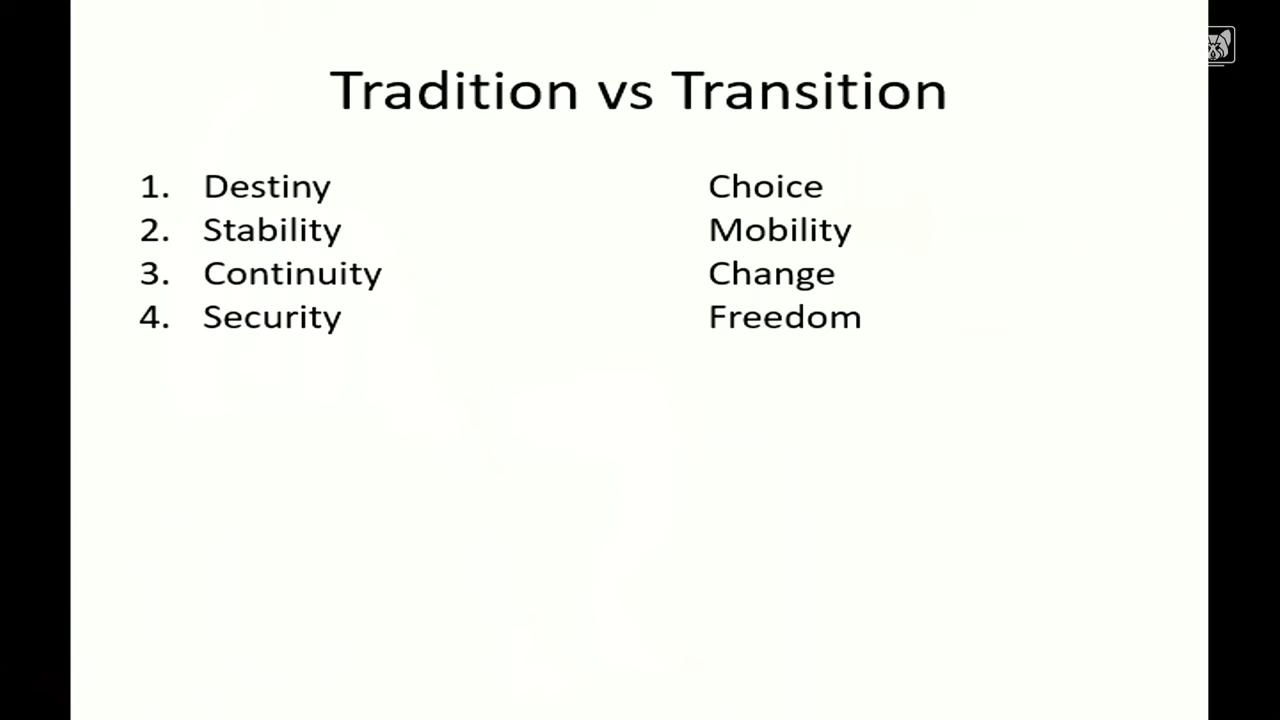 Tradition vs Transition
1. Destiny Choice
2. Stability Mobility
3. Continuity Change
4. Security Freedom